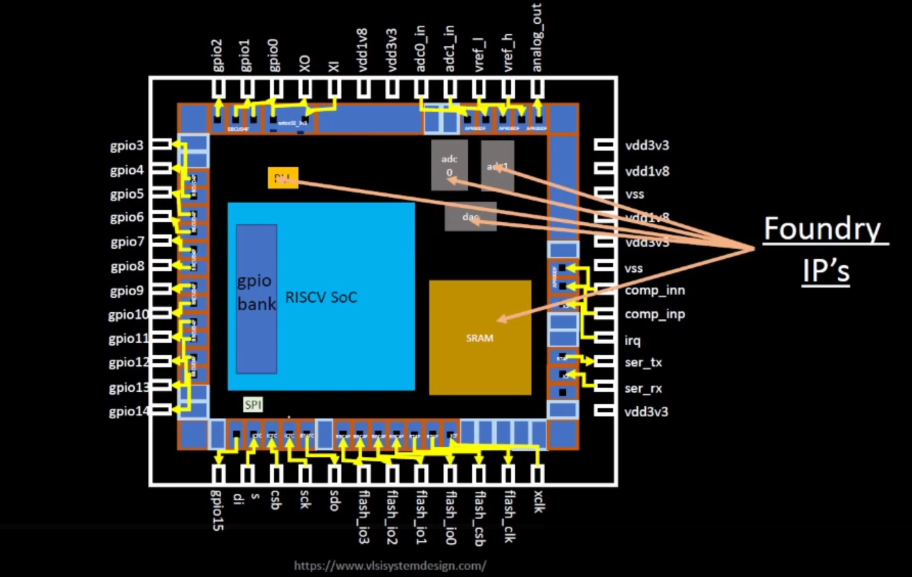 gpio2
gpio1
gpio0
XO
XI
vdd1v8
vdd3v3
adc0_in
adc1_in
vref_l
vref_h
analog_out
gpio3
gpio4
gpio5
gpio6
gpio7
gpio8
gpio9
gpio10
gpio11
gpio12
gpio13
gpio14
adc
0
SRAM
gpio
bank
RISCV SoC
SPI
vdd3v3
vdd1v8
vss
vdd1v8
vdd3v3
vss
comp_inn
comp_inp
irq
ser_tx
ser_rx
vdd3v3
Foundry
IP's
gpio15
di
s
csb
sck
sdo
flash_io3
flash_io2
flash_io1
flash_io0
flash_csb
flash_clk
xclk
https://www.vlsisystemdesign.com/